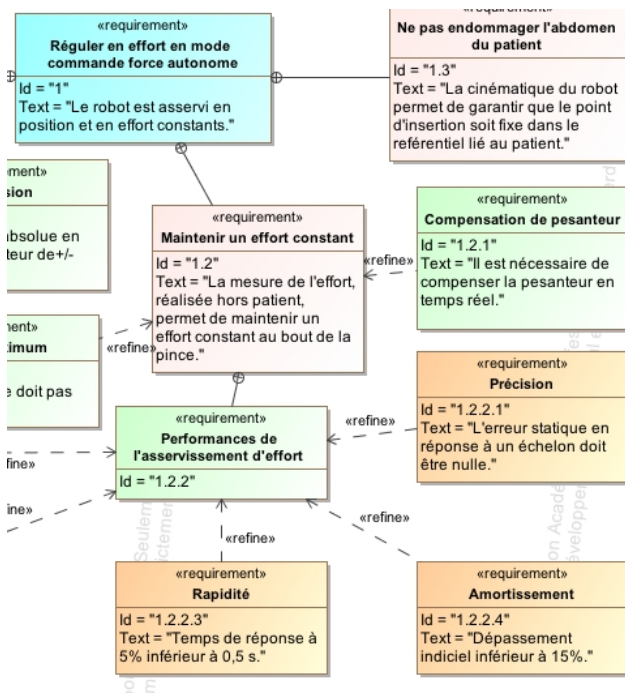 «requirement»
Réguler en effort en mode
commande force autonome
Id = "1"
Text = "Le robot est asservi en
position et en effort constants."
«requirement»
Ne pas endommager l'abdomen
du patient
Id = "1.3"
Text = "La cinématique du robot
permet de garantir que le point
d'insertion soit fixe dans le
référentiel lié au patient."
«requirement»
Maintenir un effort constant
Id = "1.2"
Text = "La mesure de l'effort,
réalisée hors patient,
permet de maintenir un
effort constant au bout de la
pince."
«refine»
«requirement»
Compensation de pesanteur
Id = "1.2.1"
Text = "Il est nécessaire de
compenser la pesanteur en
temps réel."
absolue en
teur de+/-
«refine»
doit pas
«requirement»
Performances de
l'asservissement d'effort
Id = "1.2.2"
«refine»
«requirement»
Précision
Id = "1.2.2.1"
Text = "L'erreur statique en
réponse à un échelon doit
être nulle."
«refine»
«refine»
«requirement»
Rapidité
Id = "1.2.2.3"
Text = "Temps de réponse à
5% inférieur à 0,5 s."
«requirement»
Amortissement
Id = "1.2.2.4"
Text = "Dépassement
indiciel inférieur à 15%."